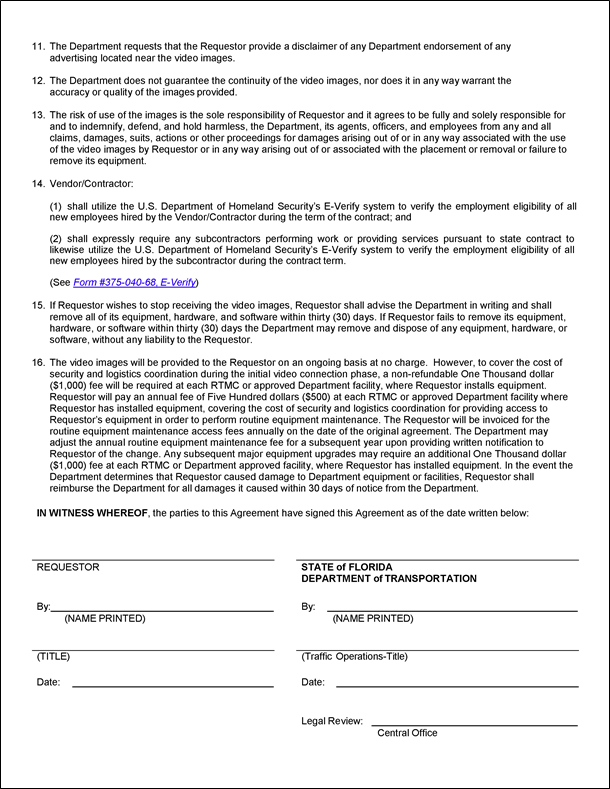 11. The Department requests that the Requestor provide a disclaimer of any Department endorsement of any
advertising located near the video images.
12. The Department does not guarantee the continuity of the video images, nor does it in any way warrant the
accuracy or quality of the images provided.
13. The risk of use of the images is the sole responsibility of Requestor and it agrees to be fully and solely responsible for
and to indemnify, defend, and hold harmless, the Department, its agents, officers, and employees from any and all
claims, damages, suits, actions or other proceedings for damages arising out of or in any way associated with the use
of the video images by Requestor or in any way arising out of or associated with the placement or removal or failure to
remove its equipment.
14. Vendor/Contractor:
(1) shall utilize the U.S. Department of Homeland Security's E-Verify system to verify the employment eligibility of all
new employees hired by the Vendor/Contractor during the term of the contract; and
(2) shall expressly require any subcontractors performing work or providing services pursuant to state contract to
likewise utilize the U.S. Department of Homeland Security's E-Verify system to verify the employment eligibility of all
new employees hired by the subcontractor during the contract term.
(See Form #375-040-68, E-Verify)
15. If Requestor wishes to stop receiving the video images, Requestor shall advise the Department in writing and shall
remove all of its equipment, hardware, and software within thirty (30) days. If Requestor fails to remove its equipment,
hardware, or software within thirty (30) days the Department may remove and dispose of any equipment, hardware, or
software, without any liability to the Requestor.
16. The video images will be provided to the Requestor on an ongoing basis at no charge. However, to cover the cost of
security and logistics coordination during the initial video connection phase, a non-refundable One Thousand dollar
($1,000) fee will be required at each RTMC or approved Department facility, where Requestor installs equipment.
Requestor will pay an annual fee of Five Hundred dollars ($500) at each RTMC or approved Department facility where
Requestor has installed equipment, covering the cost of security and logistics coordination for providing access to
Requestor's equipment in order to perform routine equipment maintenance. The Requestor will be invoiced for the
routine equipment maintenance access fees annually on the date of the original agreement. The Department may
adjust the annual routine equipment maintenance fee for a subsequent year upon providing written notification to
Requestor of the change. Any subsequent major equipment upgrades may require an additional One Thousand dollar
($1,000) fee at each RTMC or Department approved facility, where Requestor has installed equipment. In the event the
Department determines that Requestor caused damage to Department equipment or facilities, Requestor shall
reimburse the Department for all damages it caused within 30 days of notice from the Department.
IN WITNESS WHEREOF, the parties to this Agreement have signed this Agreement as of the date written below:
REQUESTOR
By:
(NAME PRINTED)
(TITLE)
Date:
STATE of FLORIDA
DEPARTMENT of TRANSPORTATION
By:
(NAME PRINTED)
(Traffic Operations-Title)
Date:
Legal Review:
Central Office